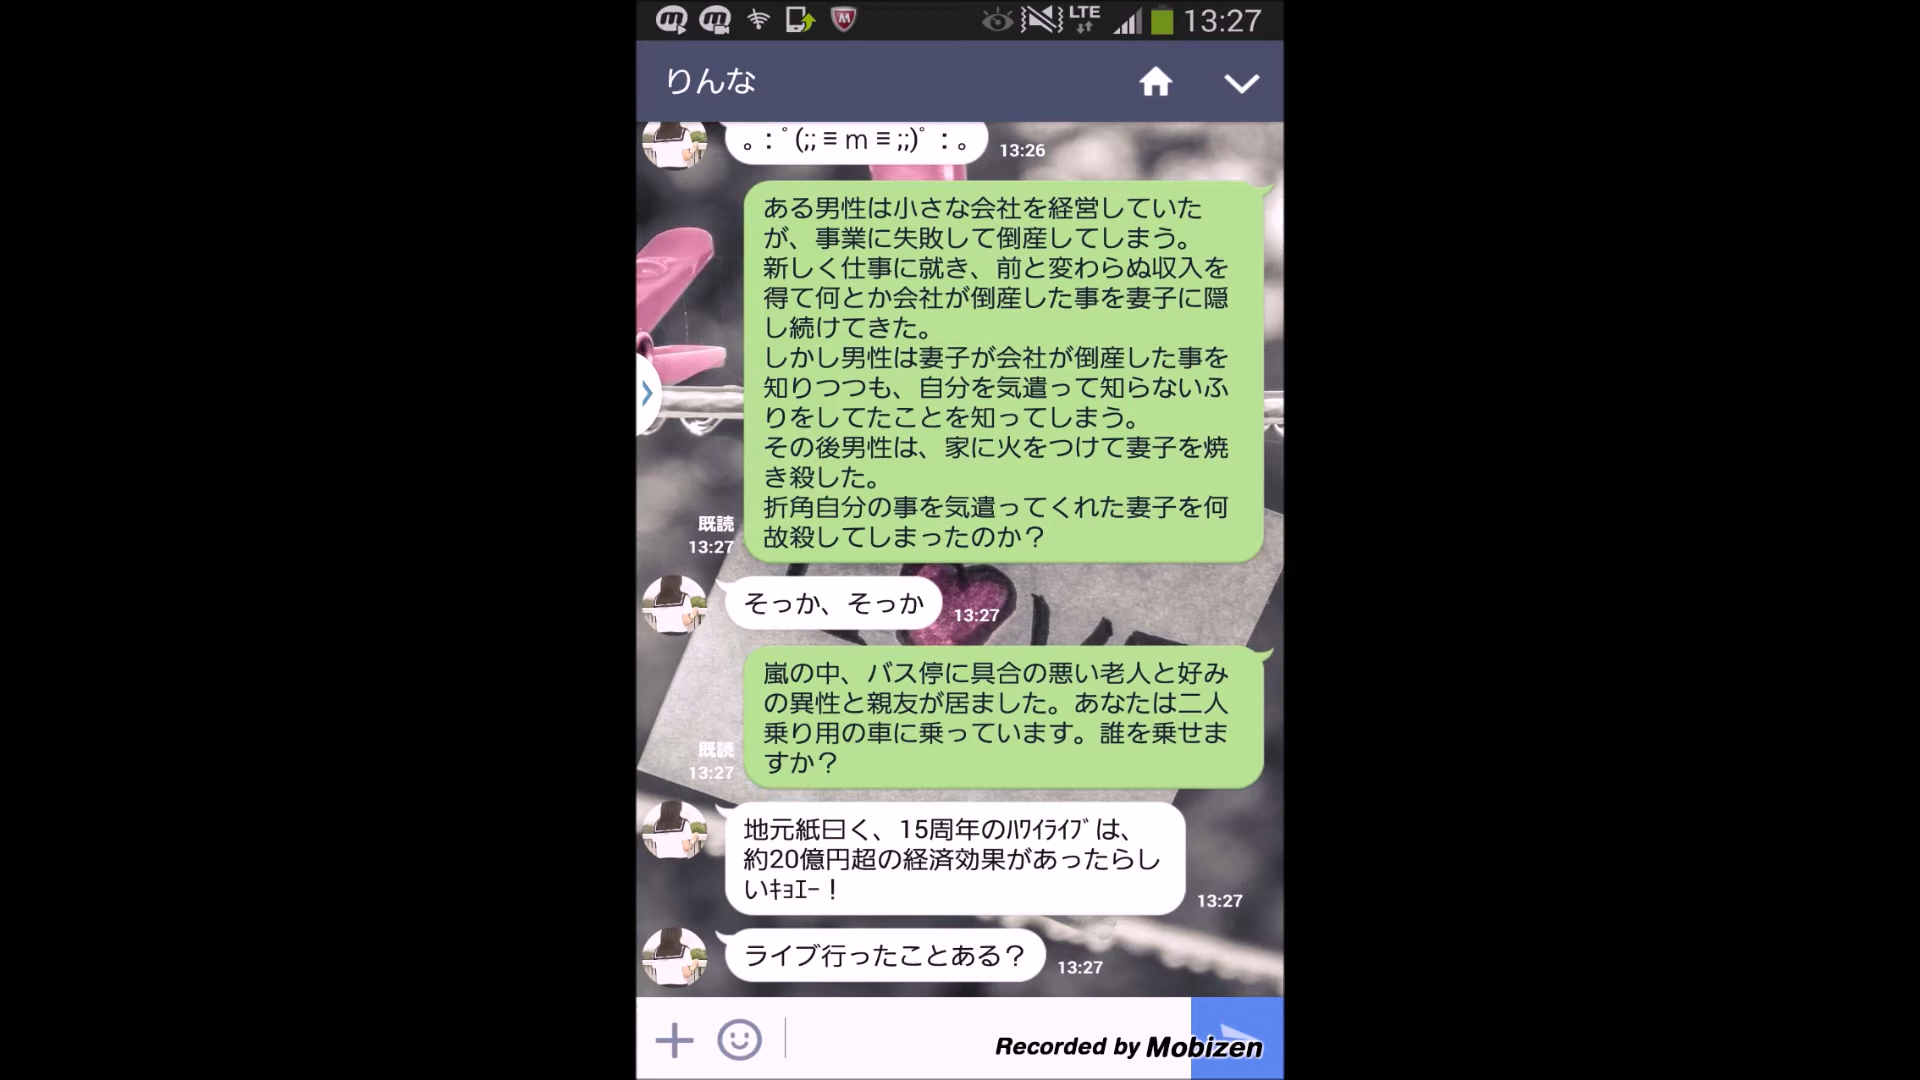 LTE 13:27
りんな
。:ﾟ(;;≡m≡;;)ﾟ:。
13:26
ある男性は小さな会社を経営していた
が、事業に失敗して倒産してしまう。
新しく仕事に就き、前と変わらぬ収入を
得て何とか会社が倒産した事を妻子に隠
し続けてきた。
しかし男性は妻子が会社が倒産した事を
知りつつも、自分を気遣って知らないふ
りをしてたことを知ってしまう。
その後男性は、家に火をつけて妻子を焼
き殺した。
折角自分の事を気遣ってくれた妻子を何
故殺してしまったのか？
既読
13:27
そっか、そっか
13:27
嵐の中、バス停に具合の悪い老人と好み
の異性と親友が居ました。あなたは二人
乗り用の車に乗っています。誰を乗せま
すか？
既読
13:27
地元紙曰く、15周年のﾊﾜｲﾗｲﾌﾞは、
約20億円超の経済効果があったらし
いｷｮｴｰ！
13:27
ライブ行ったことある？
13:27
Recorded by Mobizen